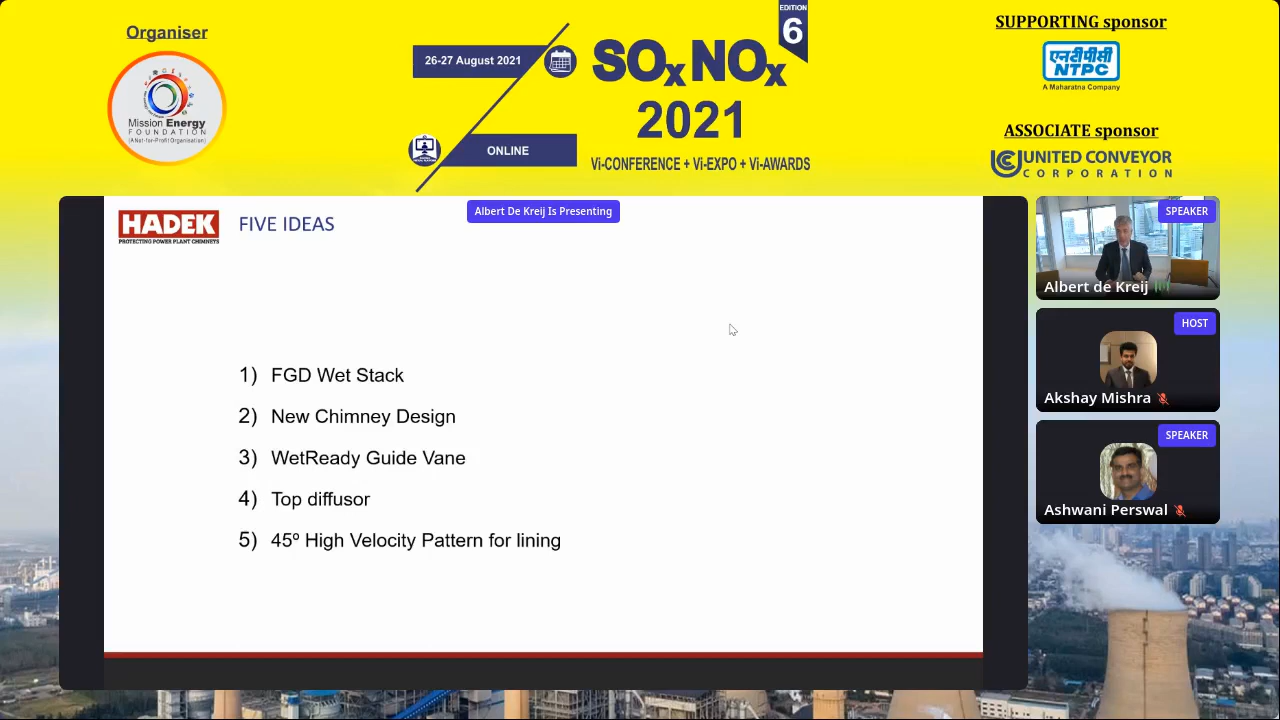 Organiser
Mission Energy
FOUNDATION
(A Not-for-Profit Organisation)
26-27 August 2021
ONLINE
EDITION
6
SOxNOx
2021
Vi-CONFERENCE + Vi-EXPO + Vi-AWARDS
SUPPORTING sponsor
एनटीपीसी
NTPC
A Maharatna Company
ASSOCIATE sponsor
UNITED CONVEYOR
CORPORATION
HADEK
PROTECTING POWER PLANT CHIMNEYS
FIVE IDEAS
Albert De Kreij Is Presenting
1) FGD Wet Stack
2) New Chimney Design
3) WetReady Guide Vane
4) Top diffusor
5) 45º High Velocity Pattern for lining
SPEAKER
Albert de Kreij
HOST
Akshay Mishra
SPEAKER
Ashwani Perswal